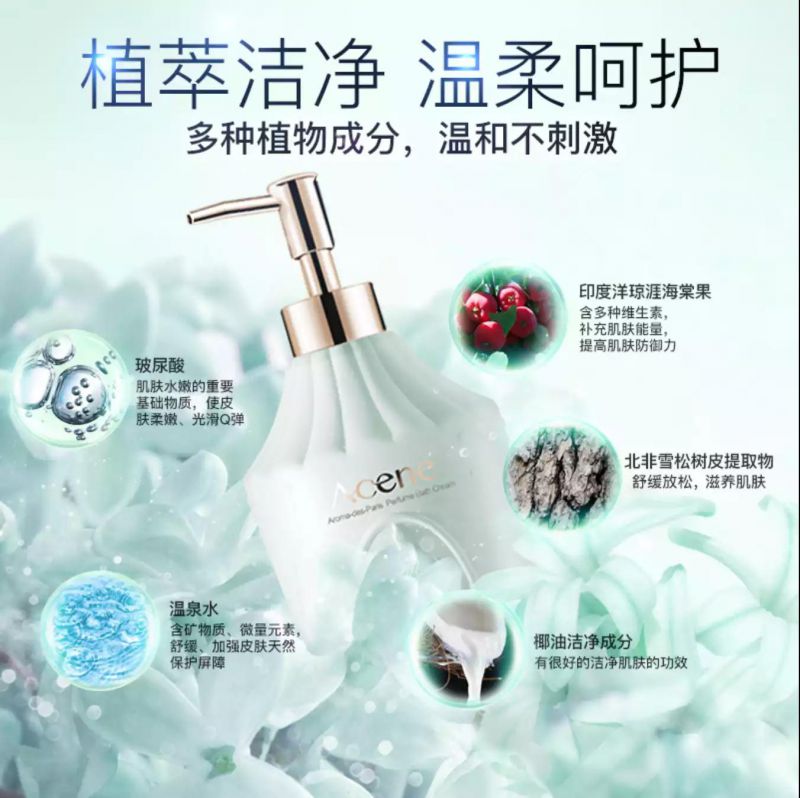 植萃洁净 温柔呵护
多种植物成分，温和不刺激
印度洋琼涯海棠果
含多种维生素，
补充肌肤能量，
提高肌肤防御力
玻尿酸
肌肤水嫩的重要
基础物质，使皮
肤柔嫩、光滑Q弹
北非雪松树皮提取物
舒缓放松，滋养肌肤
Acene
Aroma-des-Paris Perfume Bath Cream
温泉水
含矿物质、微量元素，
舒缓、加强皮肤天然
保护屏障
椰油洁净成分
有很好的洁净肌肤的功效